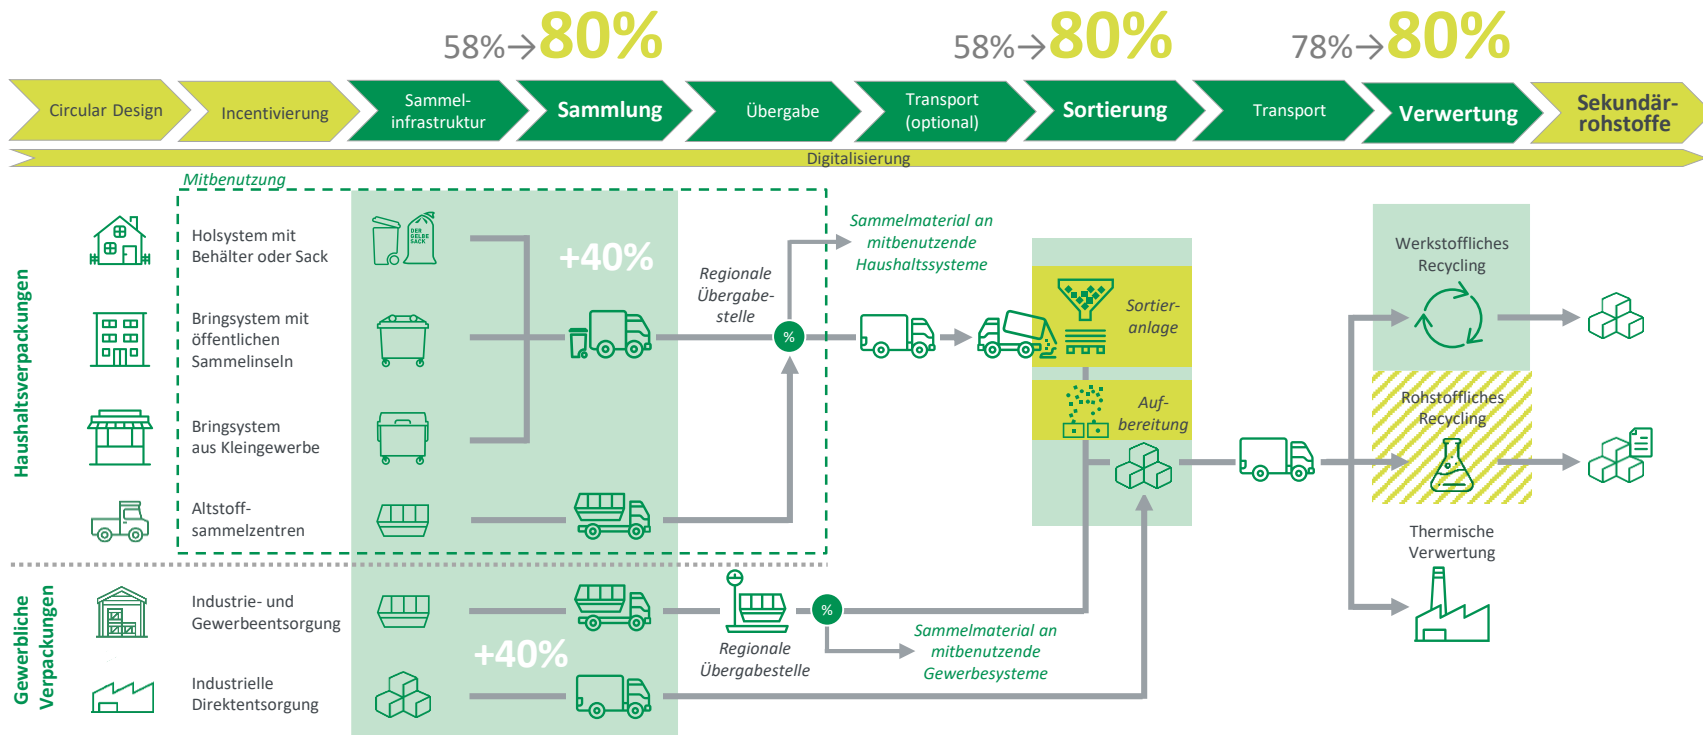 58%→80%
58%→80%
78%→80%
Circular Design
Incentivierung
Sammel-
infrastruktur
Sammlung
Übergabe
Transport
(optional)
Sortierung
Transport
Verwertung
Sekundär-
rohstoffe
Digitalisierung
Mitbenutzung
Haushaltsverpackungen
Holsystem mit
Behälter oder Sack
DER
GELBE
SACK
+40%
Bringsystem mit
öffentlichen
Sammelinseln
Bringsystem
aus Kleingewerbe
Altstoff-
sammelzentren
Regionale
Übergabe-
stelle
%
Sammelmaterial an
mitbenutzende
Haushaltssysteme
Sortier-
anlage
Auf-
bereitung
Werkstoffliches
Recycling
Rohstoffliches
Recycling
Thermische
Verwertung
Gewerbliche
Verpackungen
Industrie- und
Gewerbeentsorgung
Industrielle
Direktentsorgung
+40%
Regionale
Übergabestelle
%
Sammelmaterial an
mitbenutzende
Gewerbesysteme